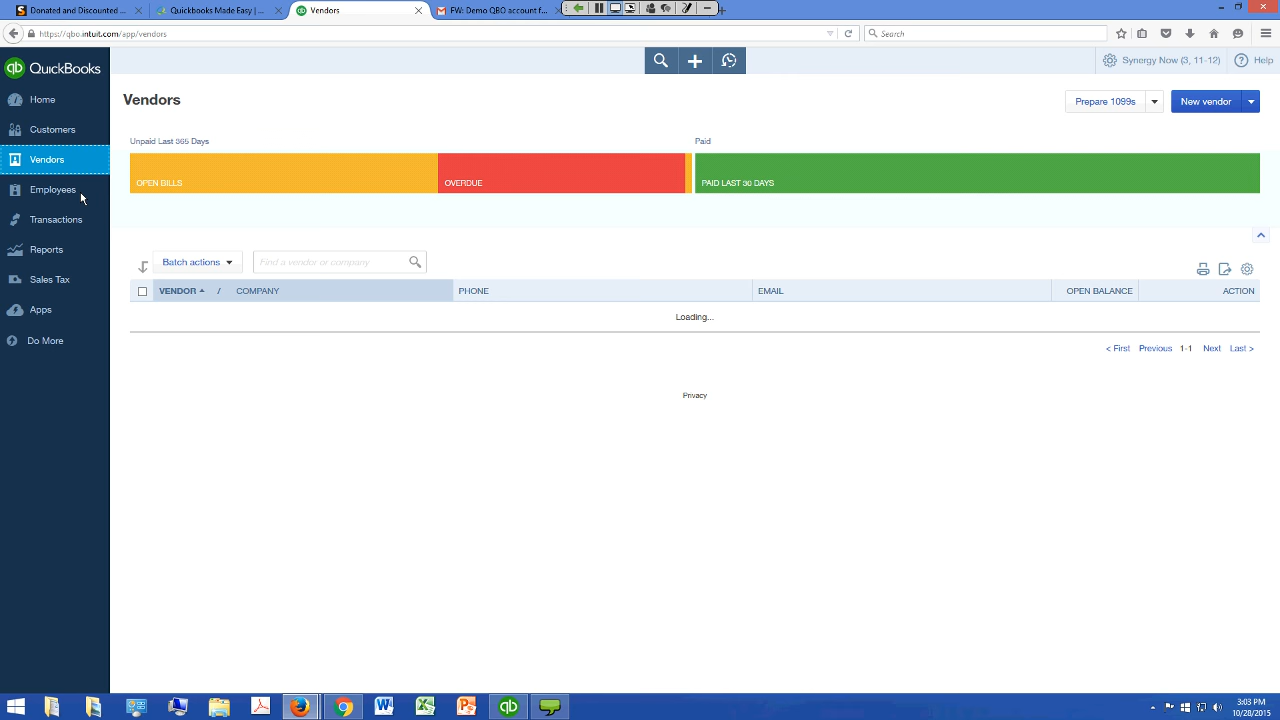 Donated and Discounted ...
Quickbooks Made Easy | ...
Vendors
FW: Demo QBO account f...
https://qbo.intuit.com/app/vendors
Search
QuickBooks
Synergy Now (3, 11-12)
Help
Home
Customers
Vendors
Employees
Transactions
Reports
Sales Tax
Apps
Do More
Vendors
Prepare 1099s
New vendor
Unpaid Last 365 Days
Paid
OPEN BILLS
OVERDUE
PAID LAST 30 DAYS
Batch actions
Find a vendor or company
VENDOR / COMPANY
PHONE
EMAIL
OPEN BALANCE
ACTION
Loading...
< First Previous 1-1 Next Last >
Privacy
3:03 PM
10/28/2015